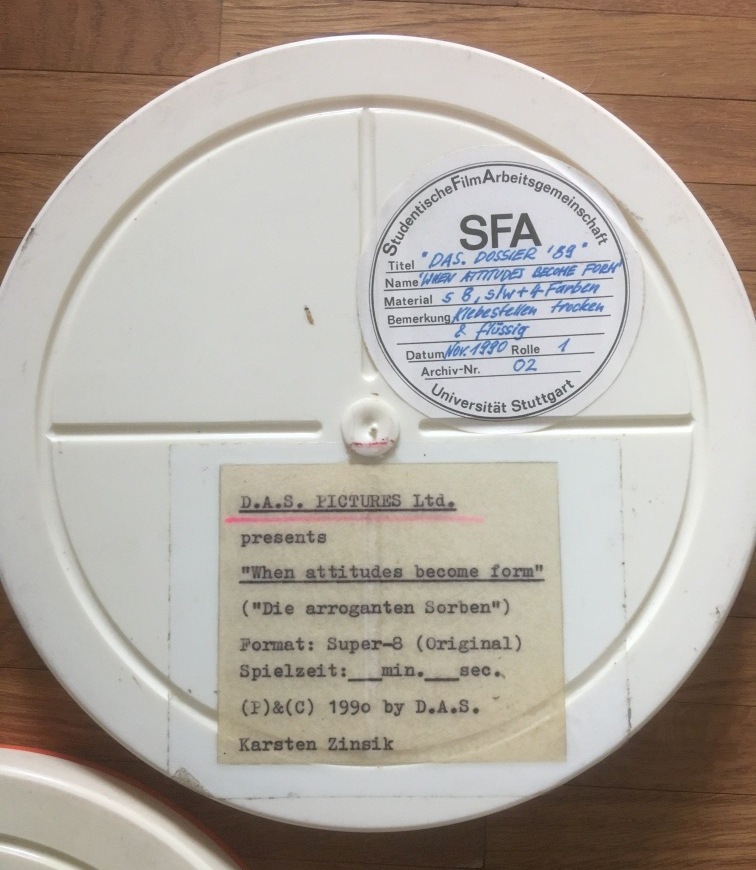 StudentischeFilmArbeitsgemeinschaft
SFA
Titel "DAS. DOSSIER '89"
Name "WHEN ATTITUDES BECOME FORM"
Material S 8, s/w + 4 Farben
Bemerkung Klebestellen trocken
& flüssig
Datum Nov. 1990 Rolle 1
Archiv-Nr. 02
Universität Stuttgart
D.A.S. PICTURES Ltd.
presents
"When attitudes become form"
("Die arroganten Sorben")
Format: Super-8 (Original)
Spielzeit:___min.___sec.
(P)&(C) 199o by D.A.S.
Karsten Zinsik